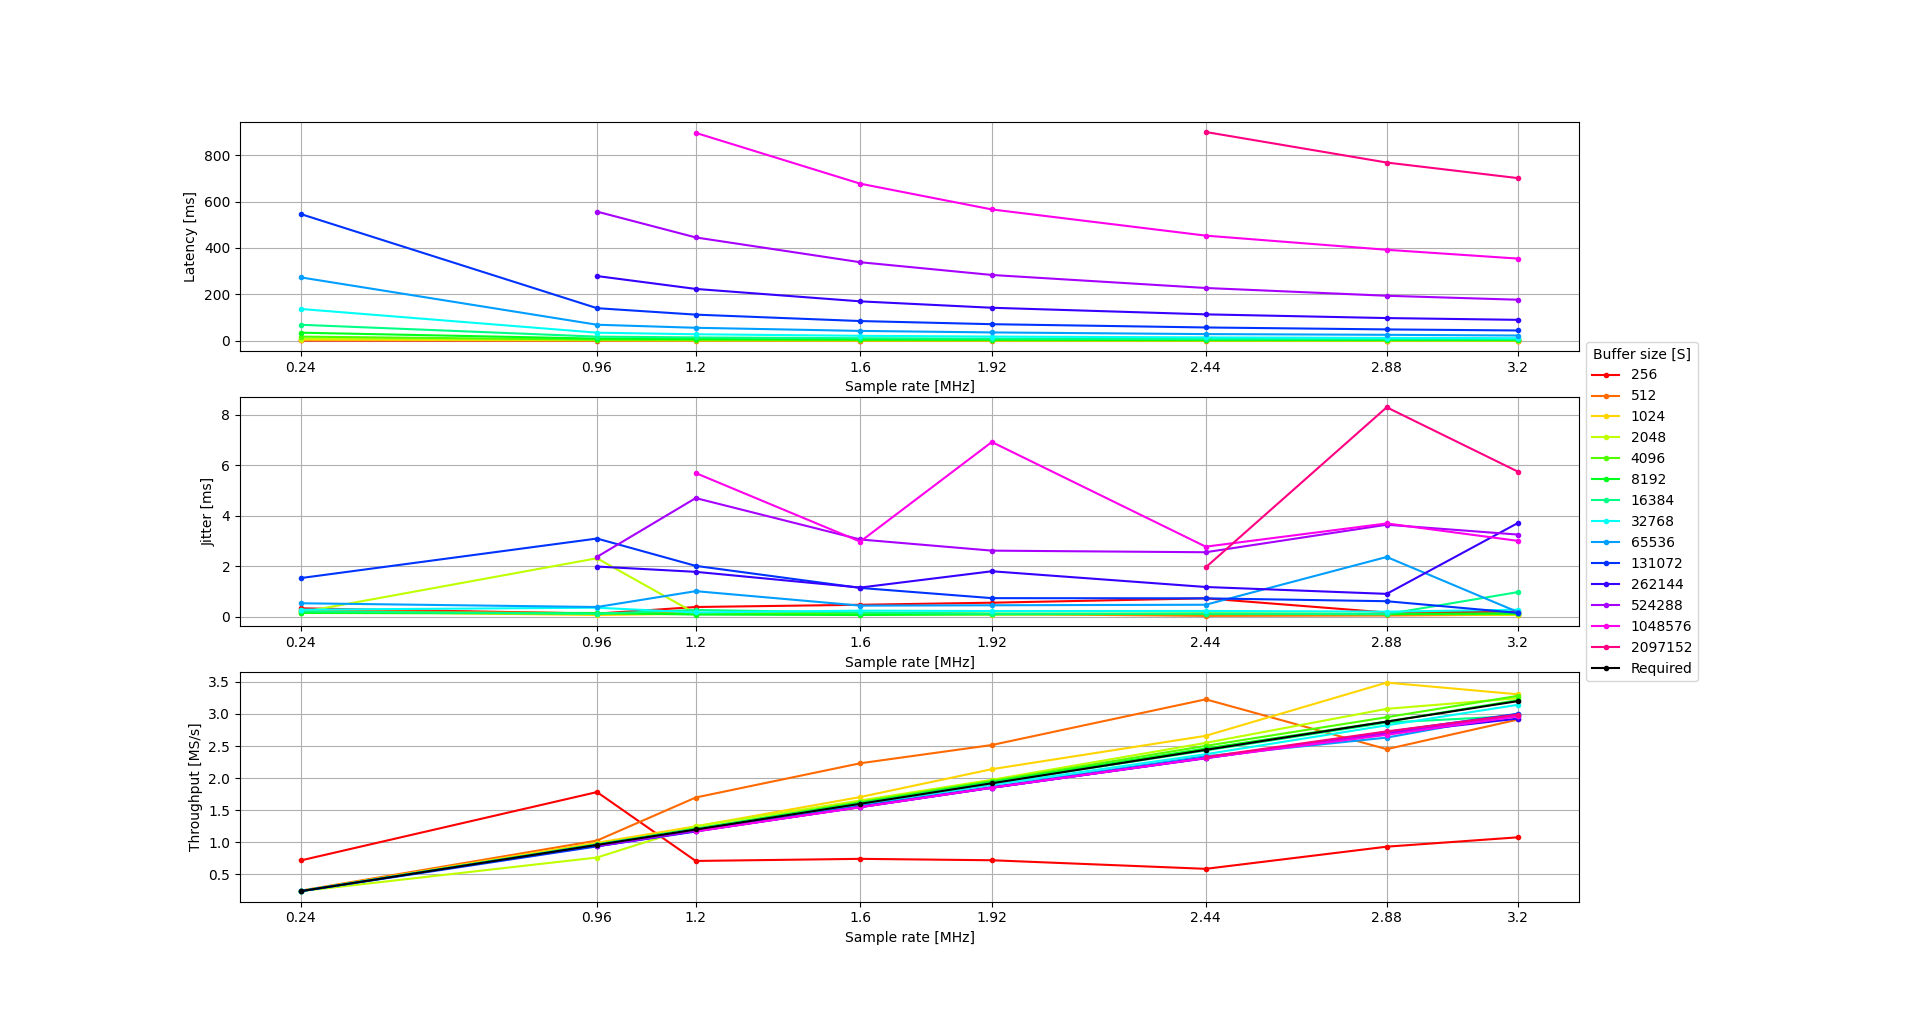 800
600
400
200
0
Latency [ms]
0.24 0.96 1.2 1.6 1.92 2.44 2.88 3.2
Sample rate [MHz]
8
6
4
2
0
Jitter [ms]
0.24 0.96 1.2 1.6 1.92 2.44 2.88 3.2
Sample rate [MHz]
3.5
3.0
2.5
2.0
1.5
1.0
0.5
Throughput [MS/s]
0.24 0.96 1.2 1.6 1.92 2.44 2.88 3.2
Sample rate [MHz]
Buffer size [S]
256
512
1024
2048
4096
8192
16384
32768
65536
131072
262144
524288
1048576
2097152
Required